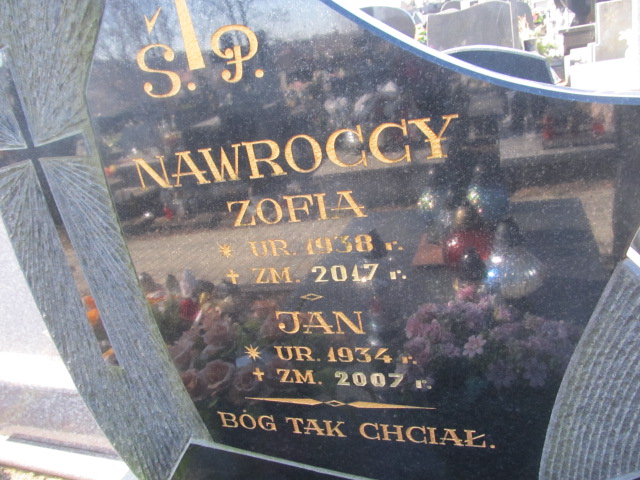 Ś. P.
NAWROCCY
ZOFIA
* UR. 1938 r.
✝ ZM. 2017 r.
JAN
* UR. 1934 r.
✝ ZM. 2007 r.
BÓG TAK CHCIAŁ.